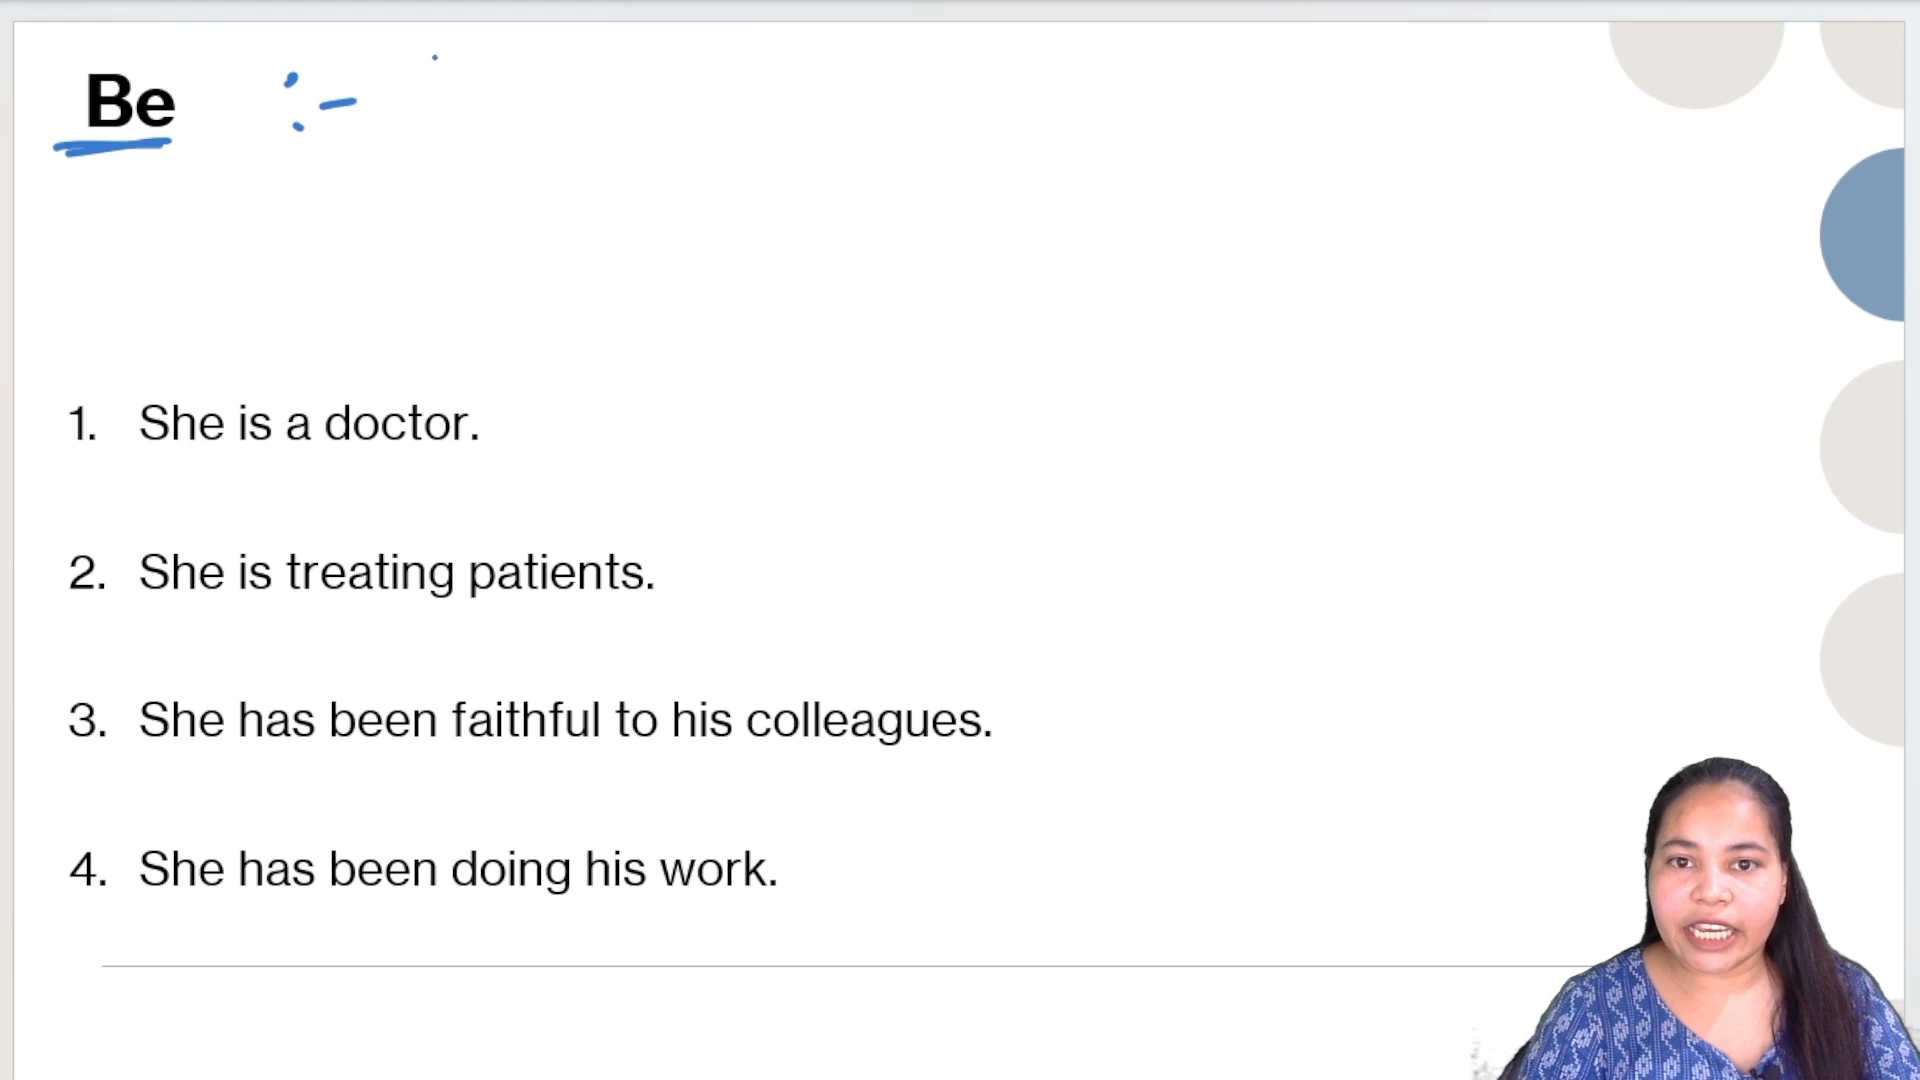 Be :-
1. She is a doctor.
2. She is treating patients.
3. She has been faithful to his colleagues.
4. She has been doing his work.